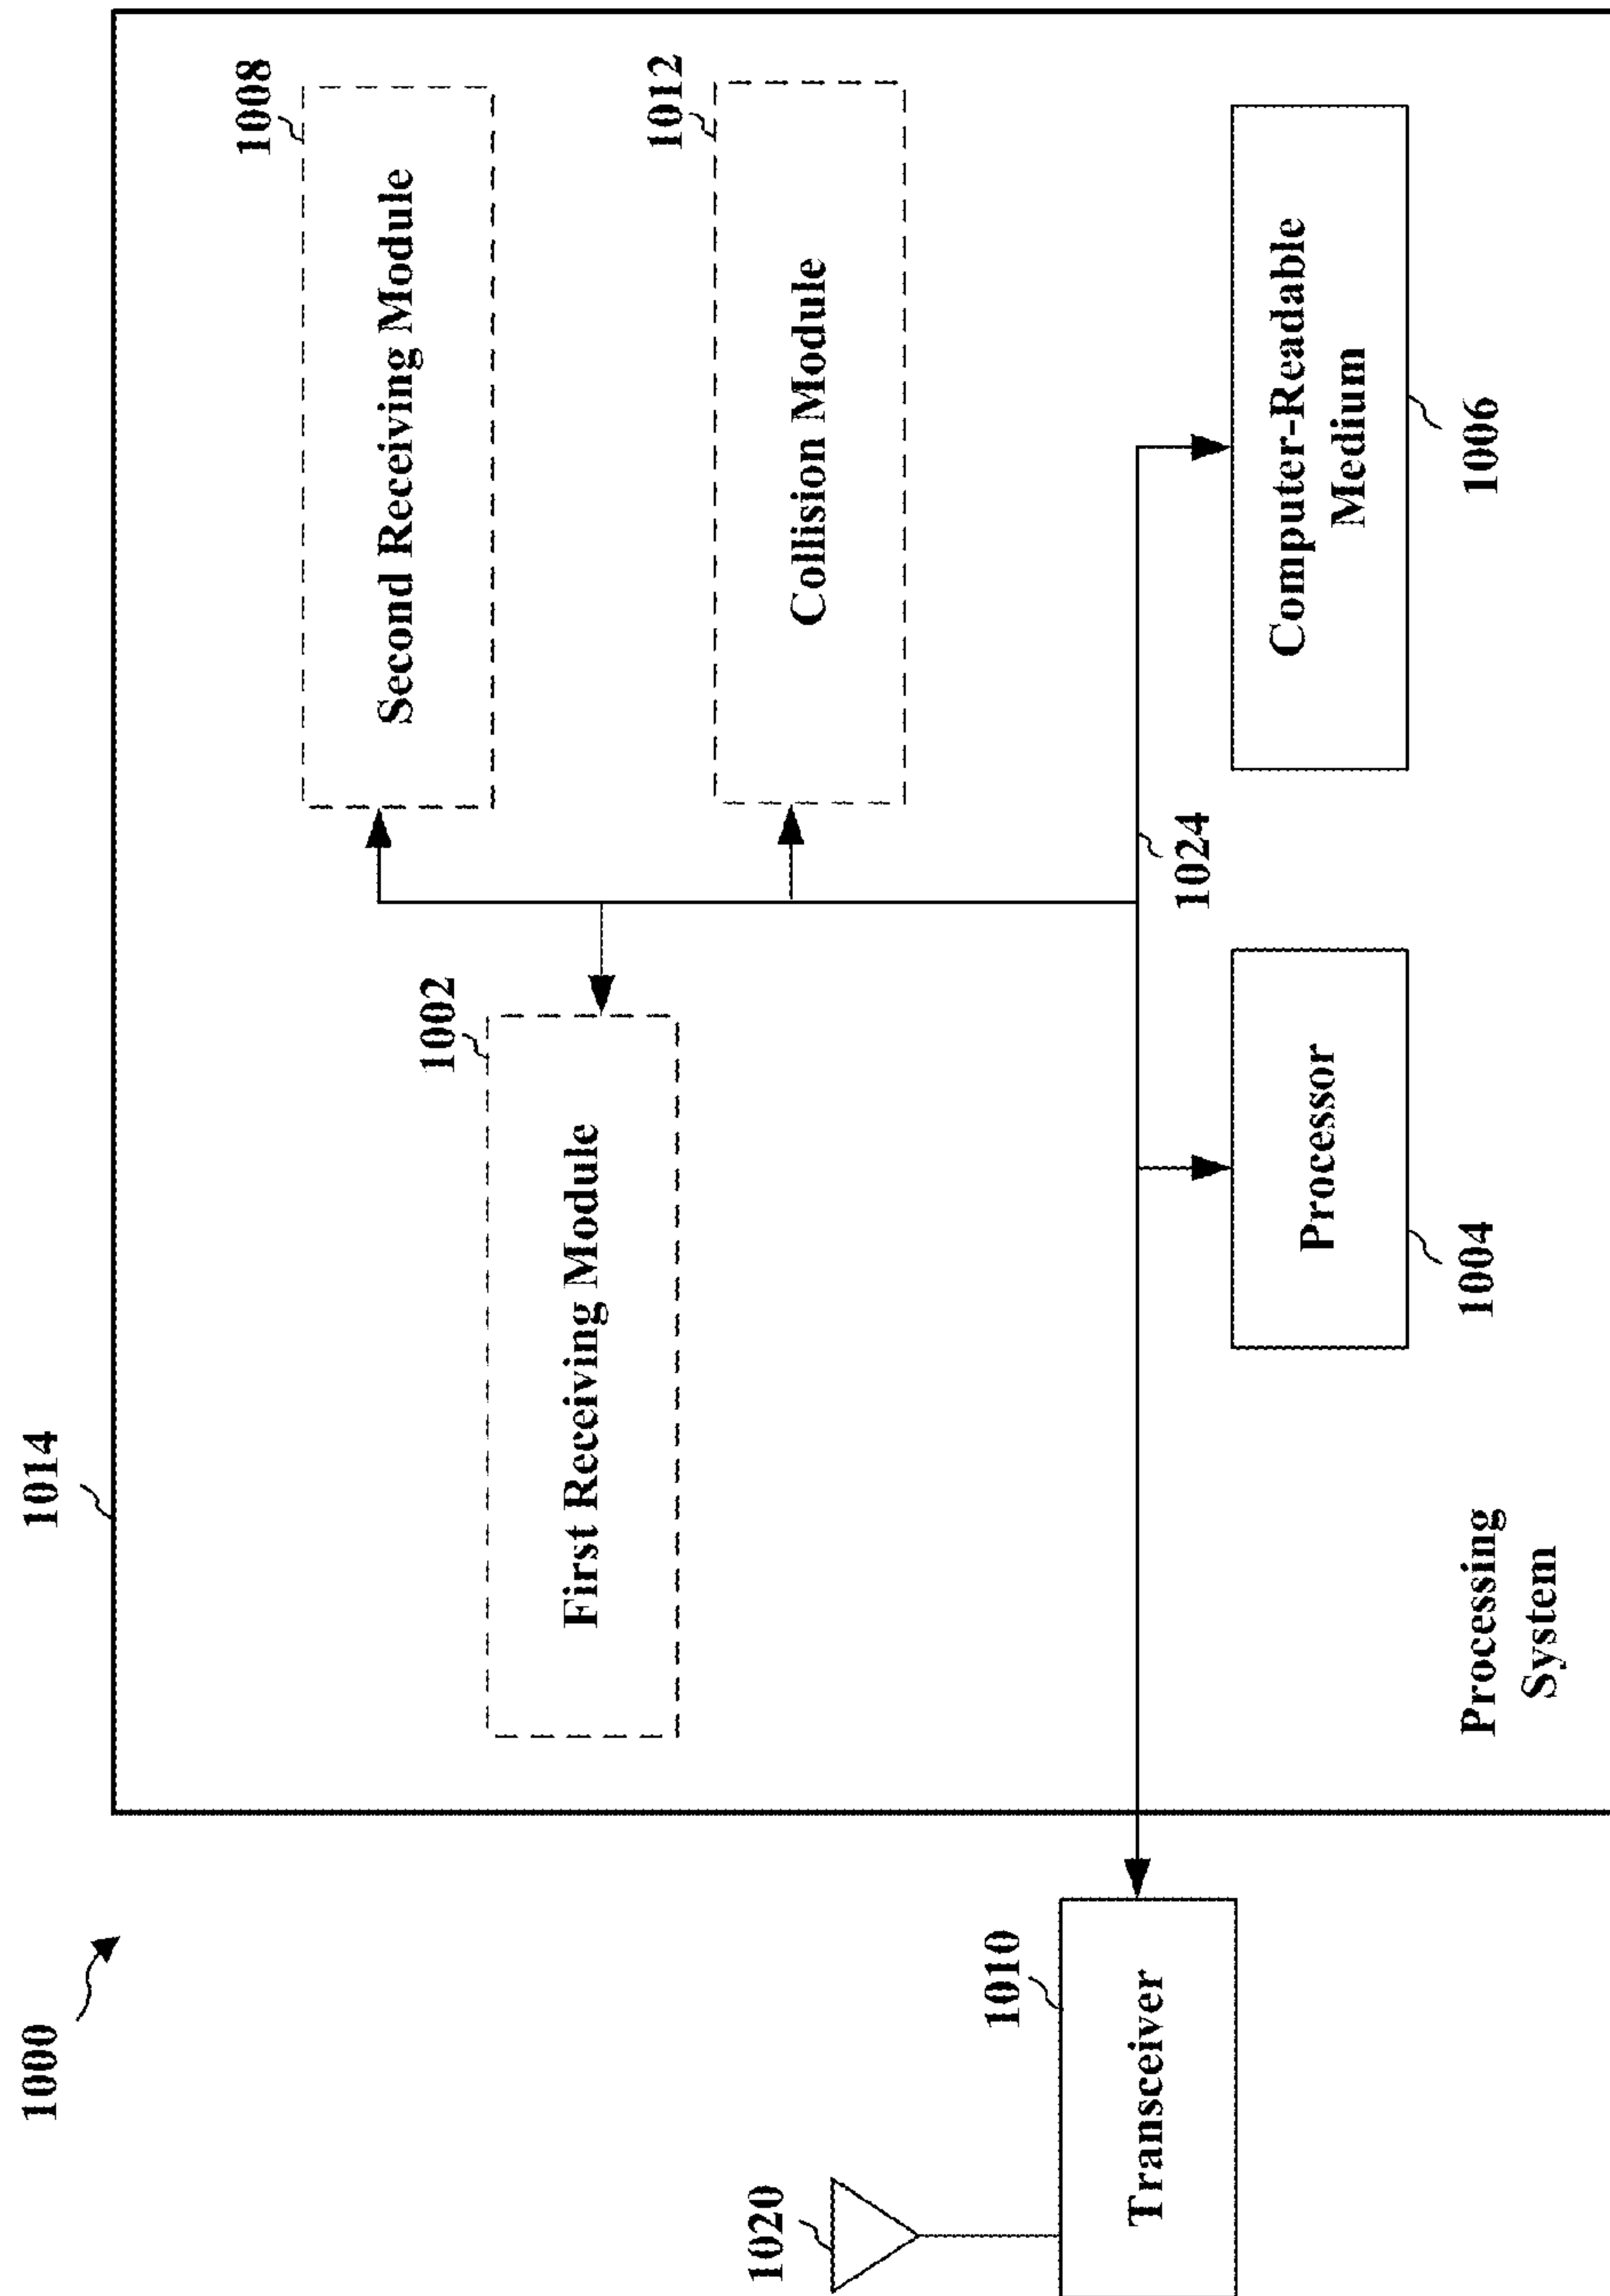 1000
1014
1008
Second Receiving Module
1002
First Receiving Module
1012
Collision Module
1020
1010
Transceiver
1024
Processor
1004
Computer-Readable
Medium
1006
Processing
System